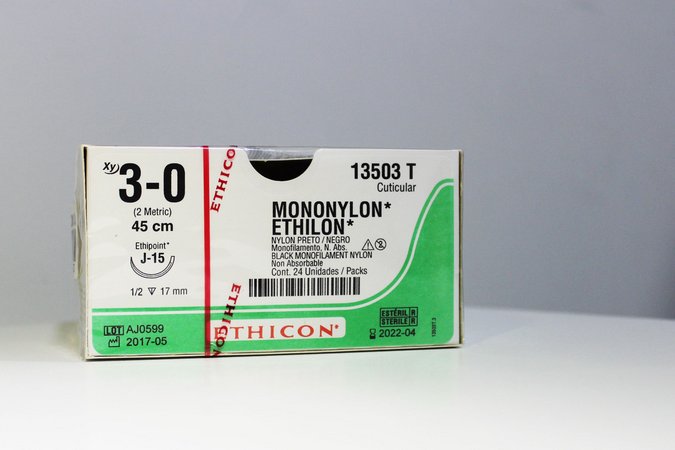 Xy) 3-0
(2 Metric)
45 cm
Ethipoint*
J-15
1/2 17 mm
LOT AJ0599
2017-05
ETHICON
ETHICON
13503 T
Cuticular
MONONYLON*
ETHILON*
NYLON PRETO / NEGRO
Monofilamento, N. Abs.
BLACK MONOFILAMENT NYLON
Non Absorbable
Cont. 24 Unidades / Packs
ETHICON®
ESTÉRIL R
STERILE R
2022-04